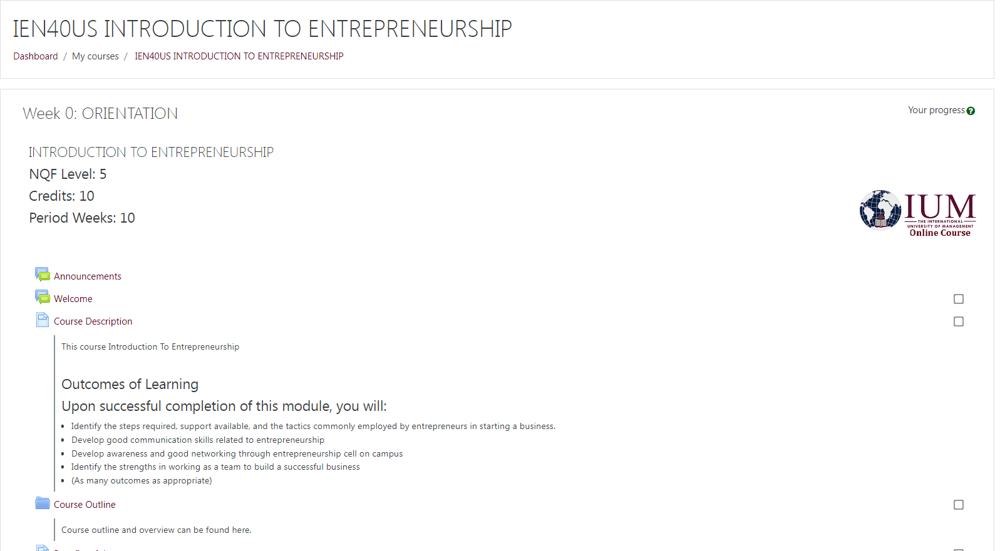 IEN40US INTRODUCTION TO ENTREPRENEURSHIP
Dashboard / My courses / IEN40US INTRODUCTION TO ENTREPRENEURSHIP
Week 0: ORIENTATION
Your progress
INTRODUCTION TO ENTREPRENEURSHIP
NQF Level: 5
Credits: 10
Period Weeks: 10
IUM
THE INTERNATIONAL
UNIVERSITY OF MANAGEMENT
Online Course
Announcements
Welcome
Course Description
This course Introduction To Entrepreneurship
Outcomes of Learning
Upon successful completion of this module, you will:
• Identify the steps required, support available, and the tactics commonly employed by entrepreneurs in starting a business.
• Develop good communication skills related to entrepreneurship
• Develop awareness and good networking through entrepreneurship cell on campus
• Identify the strengths in working as a team to build a successful business
• (As many outcomes as appropriate)
Course Outline
Course outline and overview can be found here.